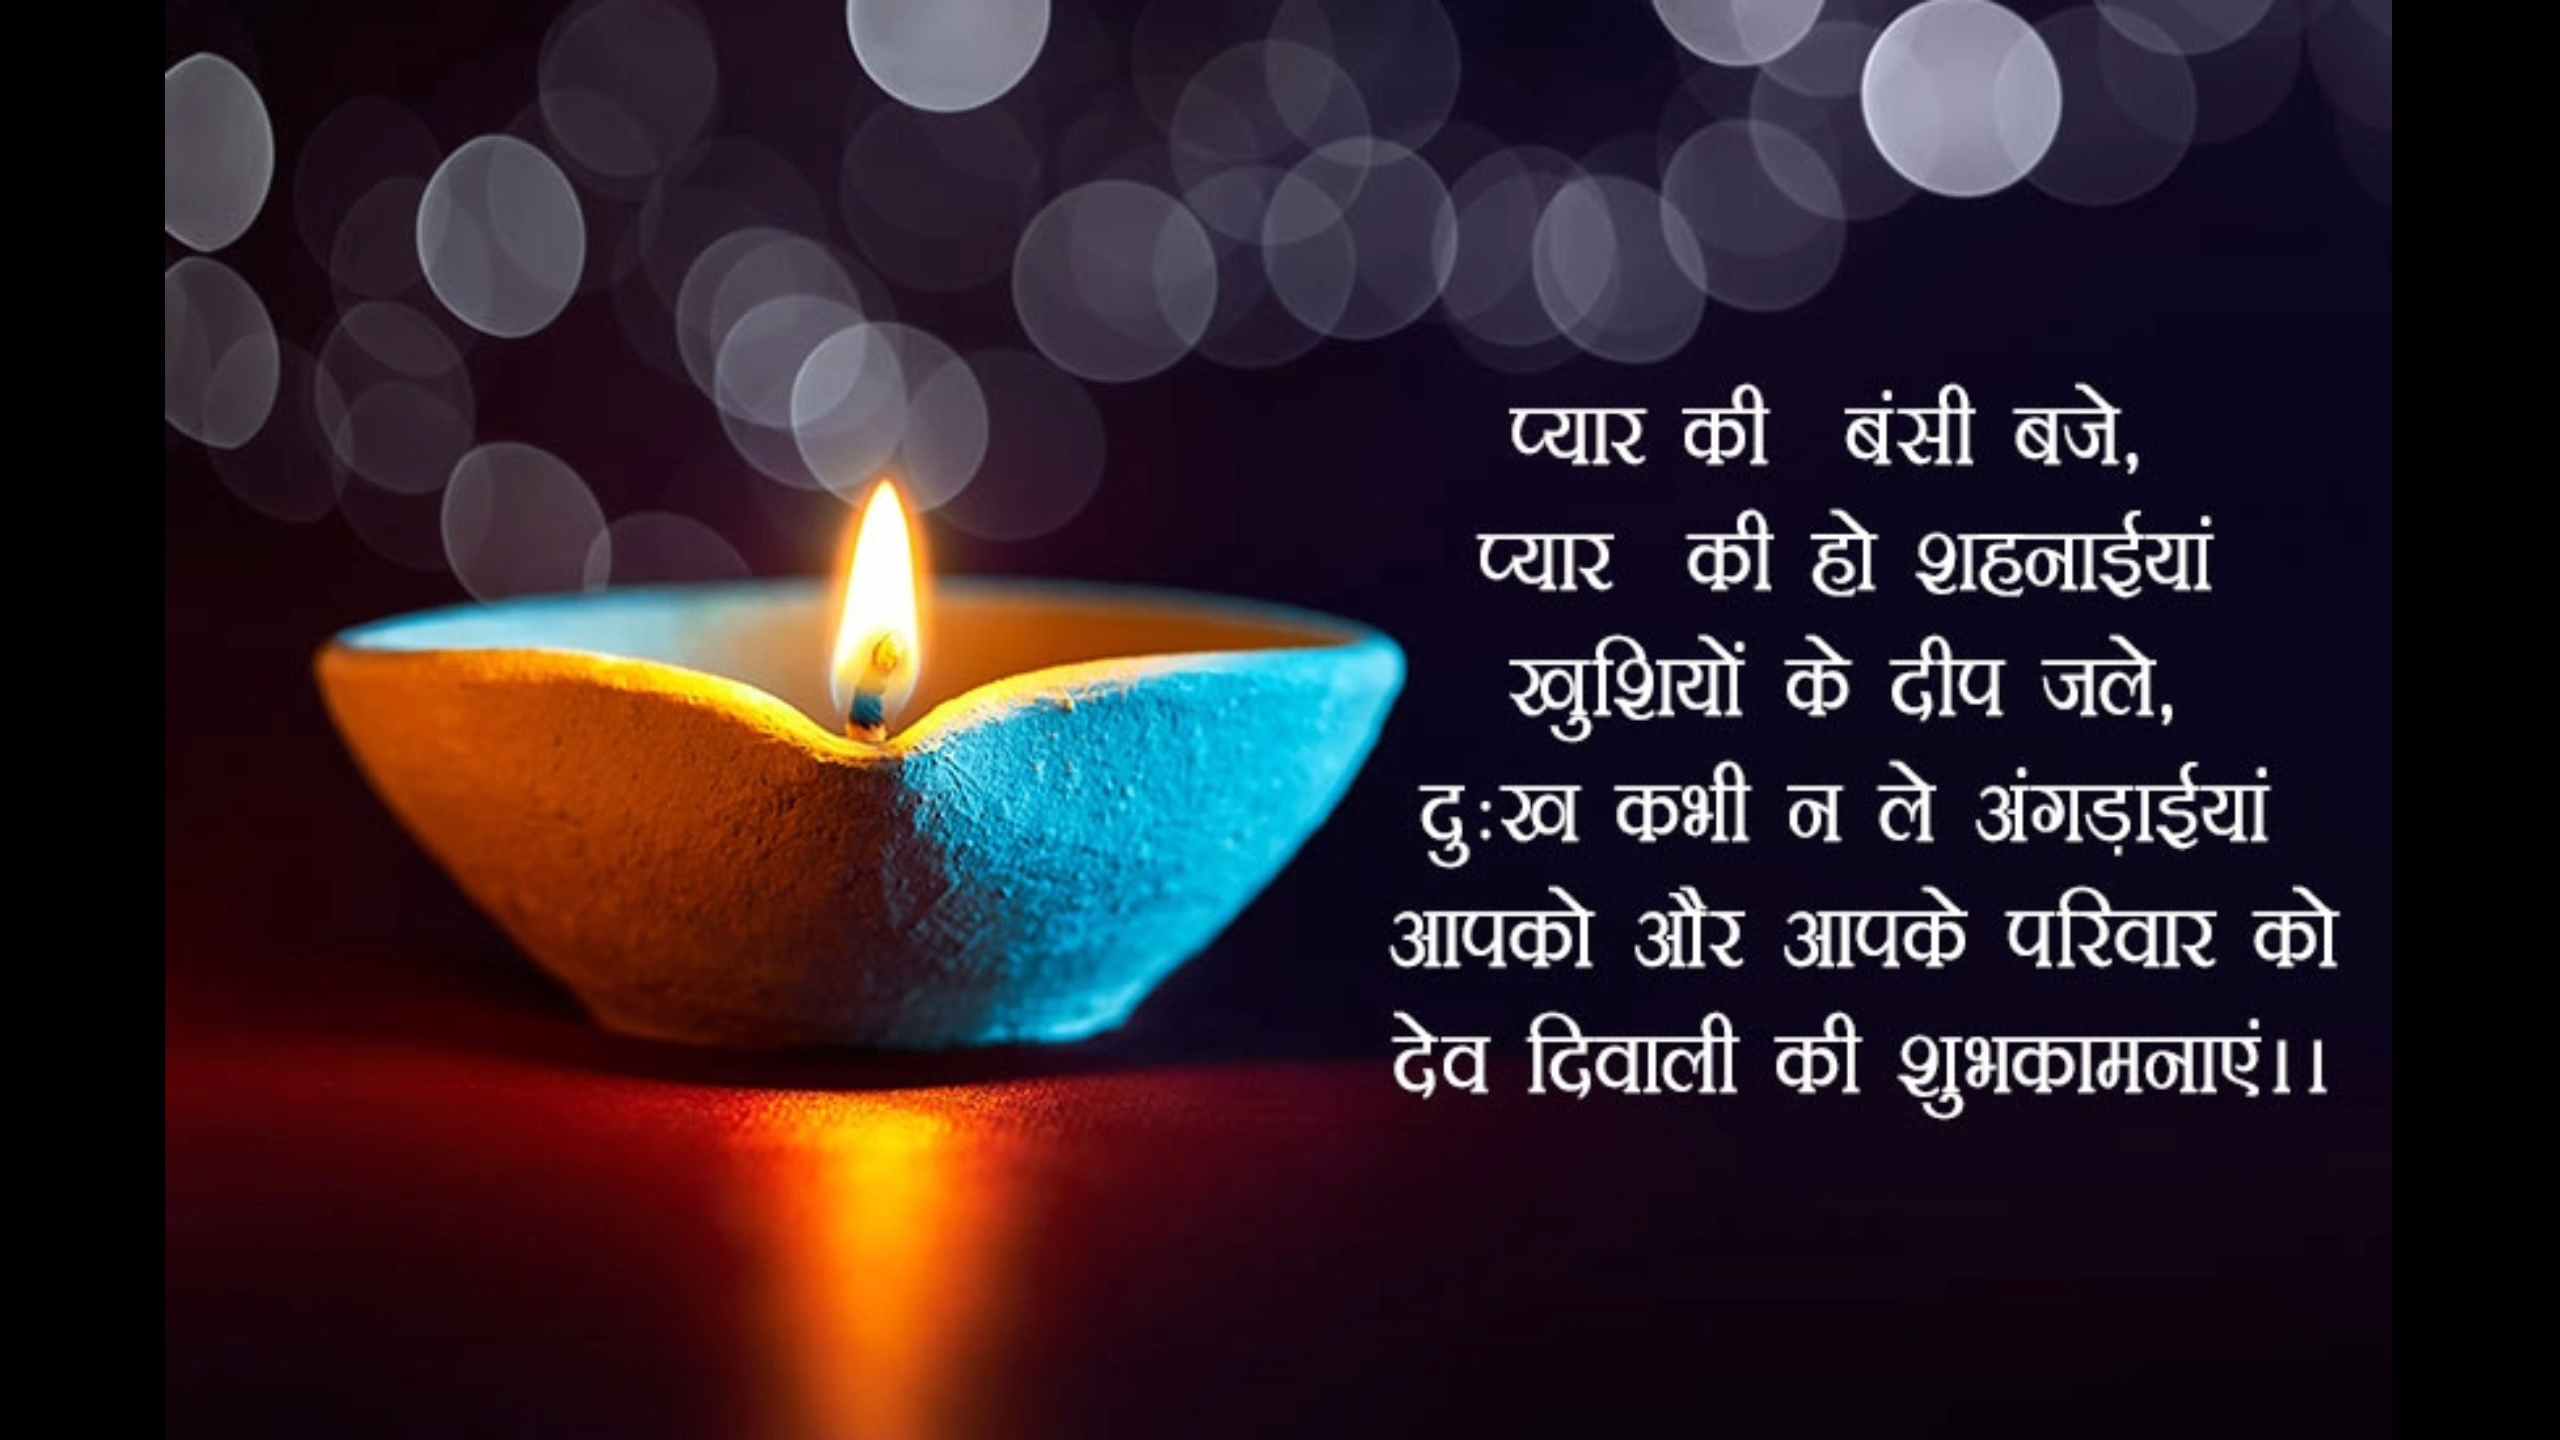 प्यार की बंसी बजे,
प्यार की हो शहनाईयां
खुशियों के दीप जले,
दुःख कभी न ले अंगड़ाईयां
आपको और आपके परिवार को
देव दिवाली की शुभकामनाएं।।